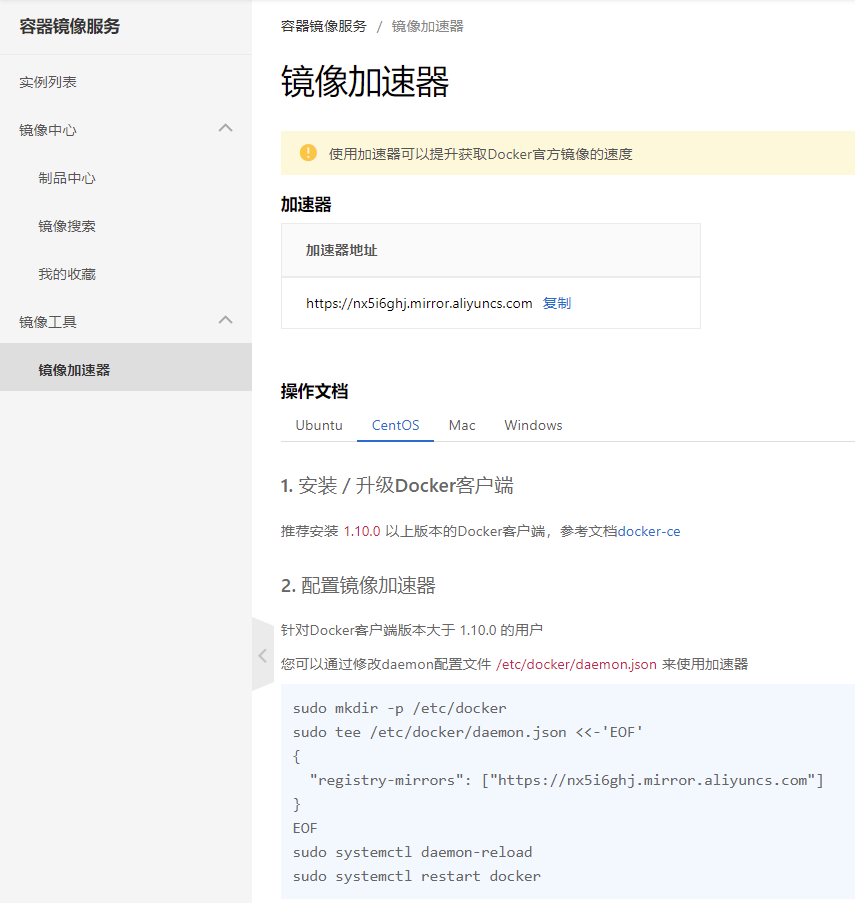 容器镜像服务
实例列表
镜像中心
制品中心
镜像搜索
我的收藏
镜像工具
镜像加速器
容器镜像服务 / 镜像加速器
镜像加速器
使用加速器可以提升获取Docker官方镜像的速度
加速器
加速器地址
https://nx5i6ghj.mirror.aliyuncs.com 复制
操作文档
Ubuntu CentOS Mac Windows
1. 安装 / 升级Docker客户端
推荐安装 1.10.0 以上版本的Docker客户端，参考文档docker-ce
2. 配置镜像加速器
针对Docker客户端版本大于 1.10.0 的用户
您可以通过修改daemon配置文件 /etc/docker/daemon.json 来使用加速器
sudo mkdir -p /etc/docker
sudo tee /etc/docker/daemon.json <<-'EOF'
{
  "registry-mirrors": ["https://nx5i6ghj.mirror.aliyuncs.com"]
}
EOF
sudo systemctl daemon-reload
sudo systemctl restart docker